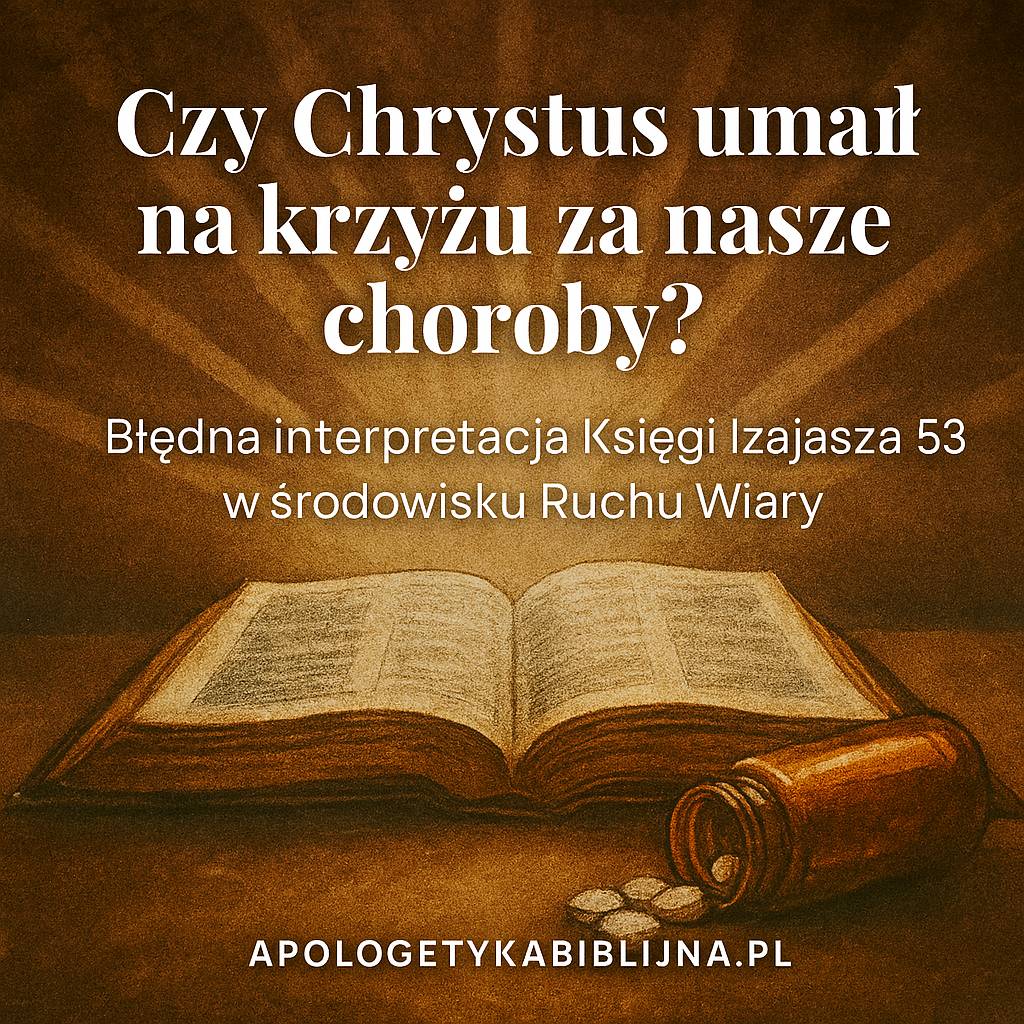 Czy Chrystus umarł
na krzyżu za nasze
choroby?
Błędna interpretacja Księgi Izajasza 53
w środowisku Ruchu Wiary
APOLOGETYKABIBLIJNA.PL